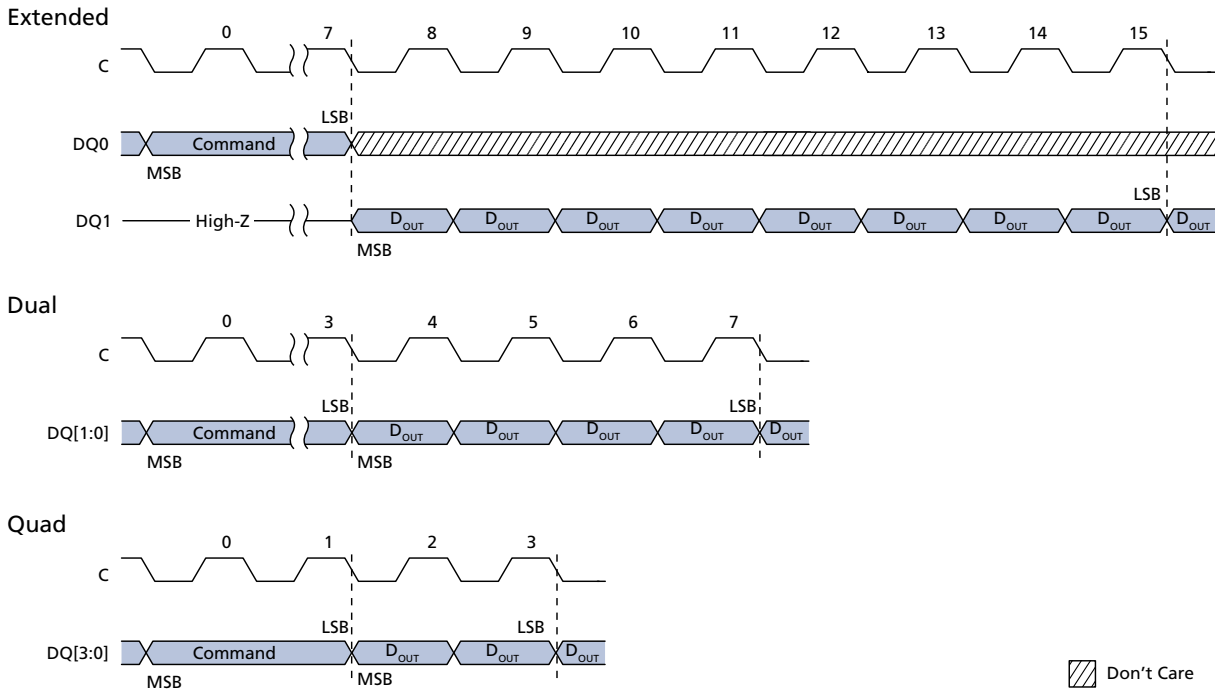 Extended
0 7 8 9 10 11 12 13 14 15
C
LSB
DQ0 Command
MSB
DQ1 High-Z DOUT DOUT DOUT DOUT DOUT DOUT DOUT DOUT LSB DOUT
MSB
Dual
0 3 4 5 6 7
C
LSB LSB
DQ[1:0] Command DOUT DOUT DOUT DOUT DOUT
MSB MSB
Quad
0 1 2 3
C
LSB LSB
DQ[3:0] Command DOUT DOUT DOUT
MSB MSB
Don't Care